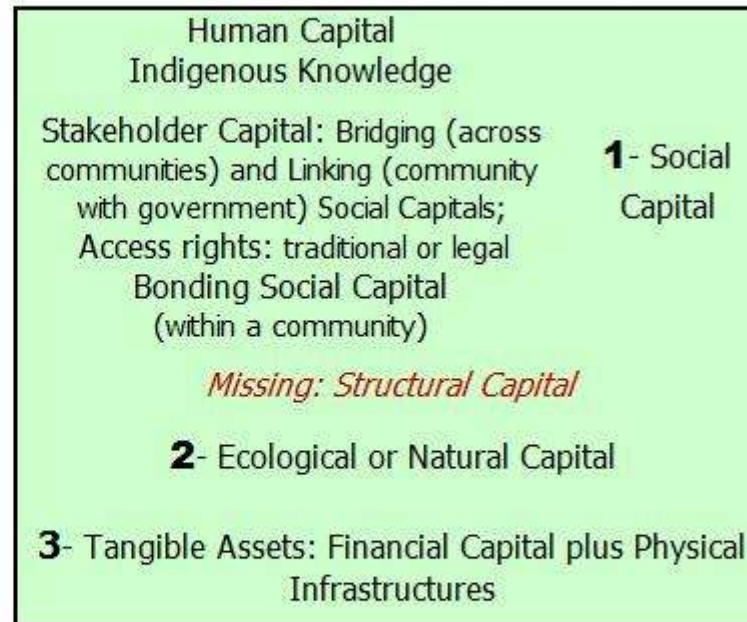 Human Capital
Indigenous Knowledge
Stakeholder Capital: Bridging (across
communities) and Linking (community
with government) Social Capitals;
Access rights: traditional or legal
Bonding Social Capital
(within a community)
1- Social
Capital
Missing: Structural Capital
2- Ecological or Natural Capital
3- Tangible Assets: Financial Capital plus Physical
Infrastructures